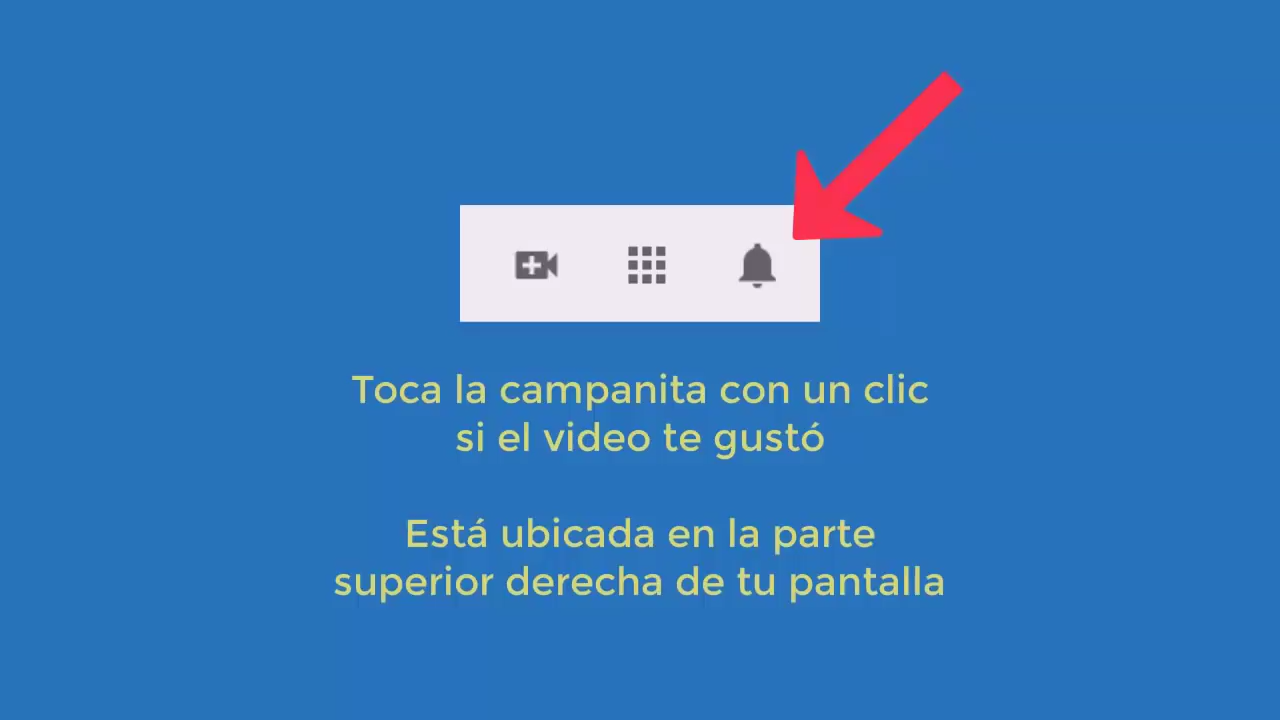 Toca la campanita con un clic
si el video te gustó
Está ubicada en la parte
superior derecha de tu pantalla